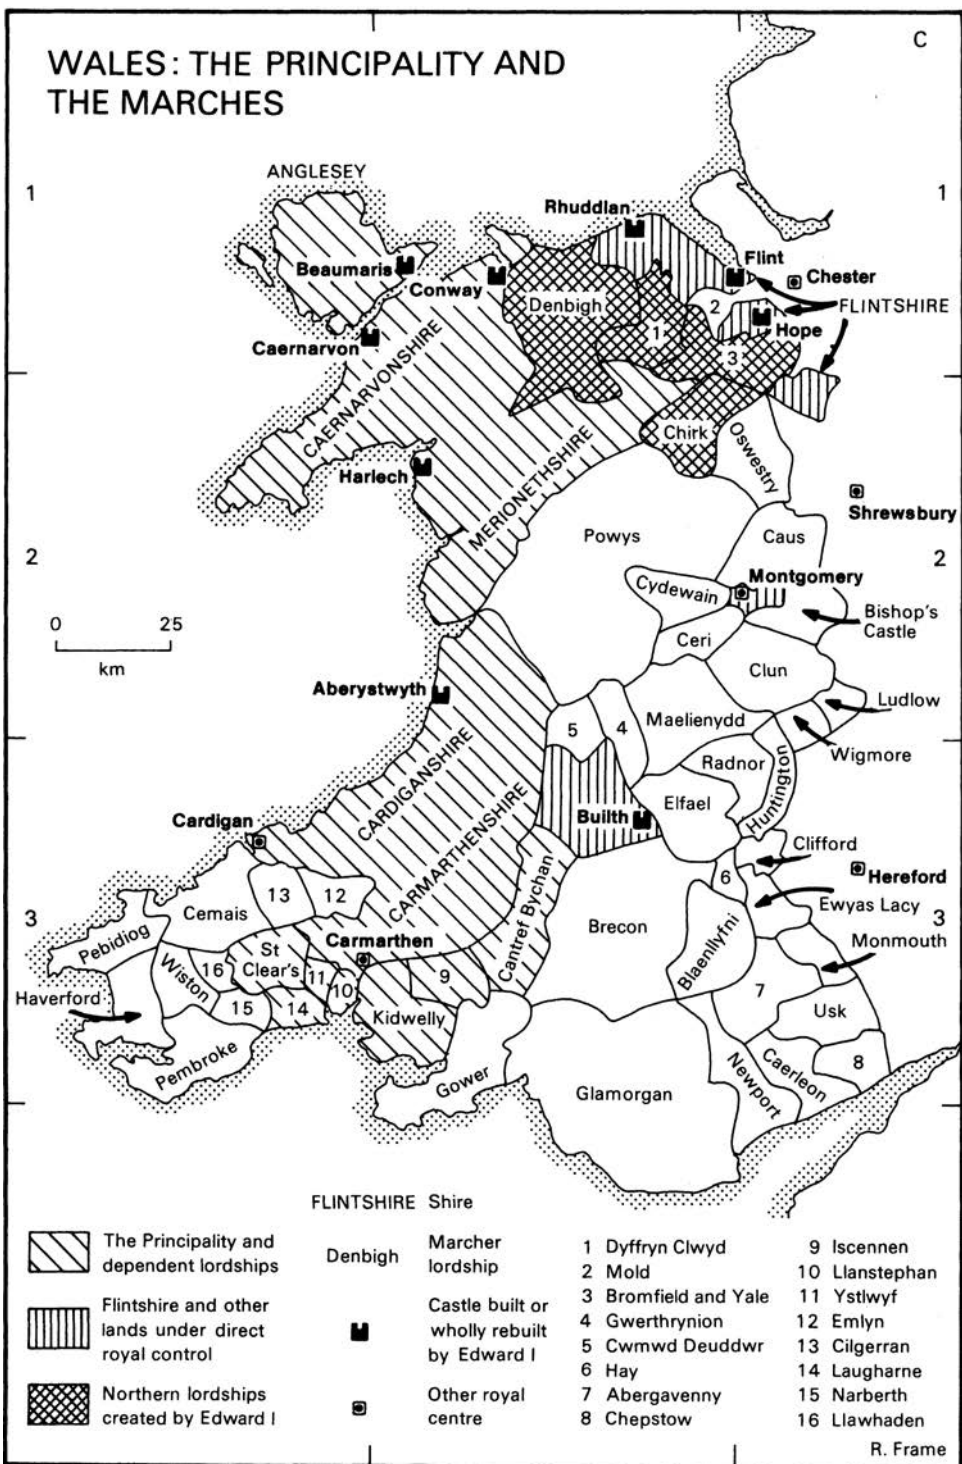 C
WALES: THE PRINCIPALITY AND
THE MARCHES
ANGLESEY
1
1
Rhuddlan
Beaumaris
Conway
Flint
Chester
Denbigh
2
FLINTSHIRE
Hope
Caernarvon
1
3
CAERNARVONSHIRE
Chirk
Oswestry
Harlech
MERIONETHSHIRE
Shrewsbury
Powys
Caus
2
2
Montgomery
Cydewain
Bishop's
Castle
0 25
km
Ceri
Clun
Aberystwyth
Ludlow
Maelienydd
5
4
Wigmore
Radnor
Huntington
CARDIGANSHIRE
CARMARTHENSHIRE
Elfael
Builth
Cardigan
Clifford
Hereford
6
Ewyas Lacy
13
12
Cemais
Cantref Bychan
3
3
Brecon
Pebidiog
Carmarthen
Blaenllyfni
Monmouth
St
Clear's
Wiston
16
11
9
10
Haverford
7
15
14
Kidwelly
Usk
Pembroke
Gower
Glamorgan
Newport
Caerleon
8
FLINTSHIRE Shire
The Principality and
dependent lordships
Denbigh Marcher
lordship
Flintshire and other
lands under direct
royal control
Castle built or
wholly rebuilt
by Edward I
Northern lordships
created by Edward I
Other royal
centre
1 Dyffryn Clwyd
2 Mold
3 Bromfield and Yale
4 Gwerthrynion
5 Cwmwd Deuddwr
6 Hay
7 Abergavenny
8 Chepstow
9 Iscennen
10 Llanstephan
11 Ystlwyf
12 Emlyn
13 Cilgerran
14 Laugharne
15 Narberth
16 Llawhaden
R. Frame